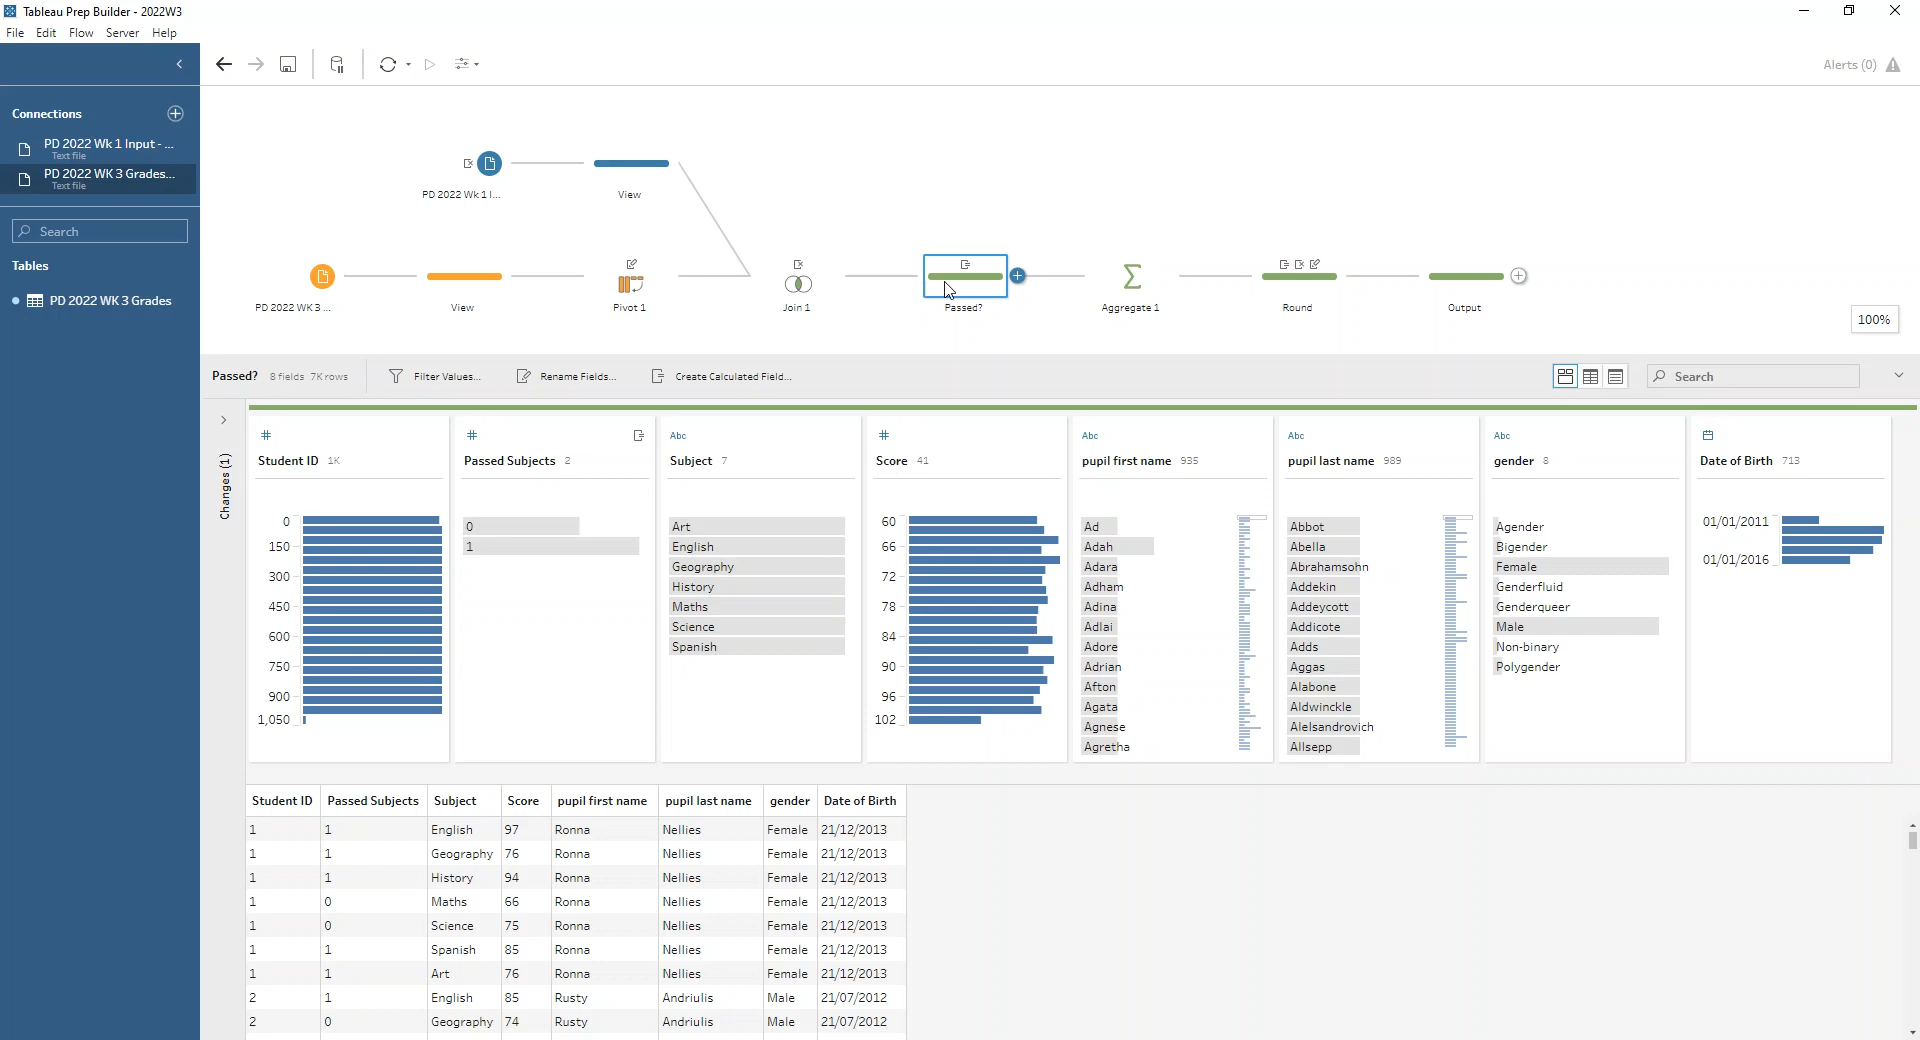 Tableau Prep Builder - 2022W3
File Edit Flow Server Help
Alerts (0)
Connections
PD 2022 Wk 1 Input - ...
Text file
PD 2022 WK 3 Grades...
Text file
Search
Tables
PD 2022 WK 3 Grades
PD 2022 Wk 1 I...
View
PD 2022 WK 3 ...
View
Pivot 1
Join 1
Passed?
Aggregate 1
Round
Output
100%
Passed? 8 fields 7K rows
Filter Values...
Rename Fields...
Create Calculated Field...
Search
Changes (1)
#
Student ID 1K
0
150
300
450
600
750
900
1,050
#
Passed Subjects 2
0
1
Abc
Subject 7
Art
English
Geography
History
Maths
Science
Spanish
#
Score 41
60
66
72
78
84
90
96
102
Abc
pupil first name 935
Ad
Adah
Adara
Adham
Adina
Adlai
Adore
Adrian
Afton
Agata
Agnese
Agretha
Abc
pupil last name 989
Abbot
Abella
Abrahamsohn
Addekin
Addeycott
Addicote
Adds
Aggas
Alabone
Aldwinckle
Alelsandrovich
Allsepp
Abc
gender 8
Agender
Bigender
Female
Genderfluid
Genderqueer
Male
Non-binary
Polygender
Date of Birth 713
01/01/2011
01/01/2016
Student ID Passed Subjects Subject Score pupil first name pupil last name gender Date of Birth
1 1 English 97 Ronna Nellies Female 21/12/2013
1 1 Geography 76 Ronna Nellies Female 21/12/2013
1 1 History 94 Ronna Nellies Female 21/12/2013
1 0 Maths 66 Ronna Nellies Female 21/12/2013
1 0 Science 75 Ronna Nellies Female 21/12/2013
1 1 Spanish 85 Ronna Nellies Female 21/12/2013
1 1 Art 76 Ronna Nellies Female 21/12/2013
2 1 English 85 Rusty Andriulis Male 21/07/2012
2 0 Geography 74 Rusty Andriulis Male 21/07/2012